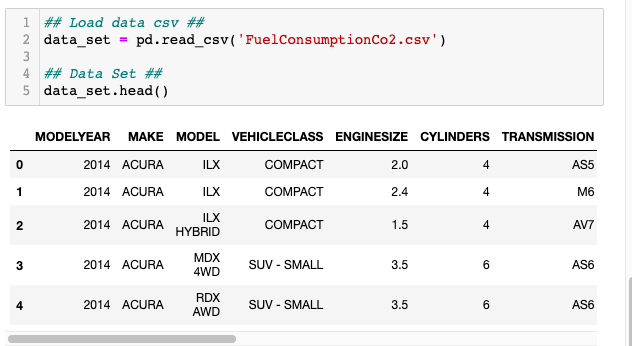 1 ## Load data csv ##
2 data_set = pd.read_csv('FuelConsumptionCo2.csv')
3
4 ## Data Set ##
5 data_set.head()
MODELYEAR MAKE MODEL VEHICLECLASS ENGINESIZE CYLINDERS TRANSMISSION
0 2014 ACURA ILX COMPACT 2.0 4 AS5
1 2014 ACURA ILX COMPACT 2.4 4 M6
2 2014 ACURA ILX HYBRID COMPACT 1.5 4 AV7
3 2014 ACURA MDX 4WD SUV - SMALL 3.5 6 AS6
4 2014 ACURA RDX AWD SUV - SMALL 3.5 6 AS6